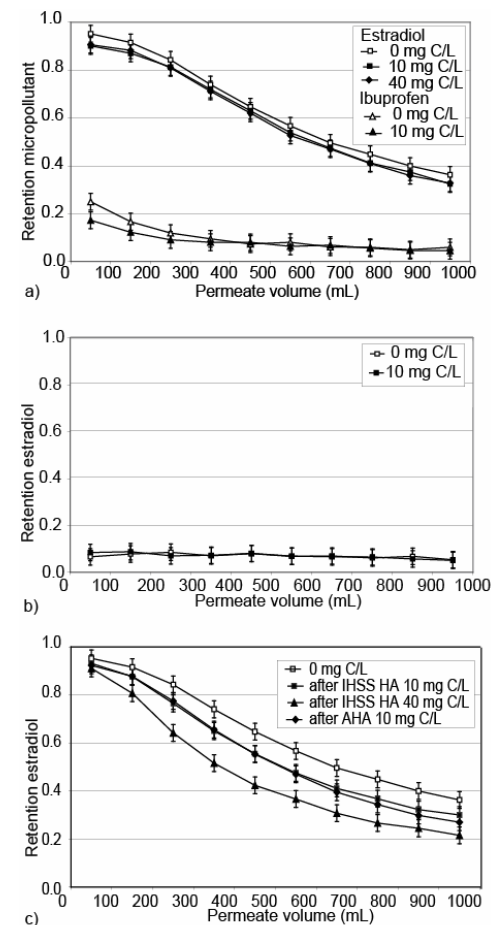 1.0
0.8
0.6
0.4
0.2
0.0
Retention micropollutant
Estradiol
0 mg C/L
10 mg C/L
40 mg C/L
Ibuprofen
0 mg C/L
10 mg C/L
0 100 200 300 400 500 600 700 800 900 1000
Permeate volume (mL)
a)
1.0
0.8
0.6
0.4
0.2
0.0
Retention estradiol
0 mg C/L
10 mg C/L
0 100 200 300 400 500 600 700 800 900 1000
Permeate volume (mL)
b)
1.0
0.8
0.6
0.4
0.2
0.0
Retention estradiol
0 mg C/L
after IHSS HA 10 mg C/L
after IHSS HA 40 mg C/L
after AHA 10 mg C/L
0 100 200 300 400 500 600 700 800 900 1000
Permeate volume (mL)
c)